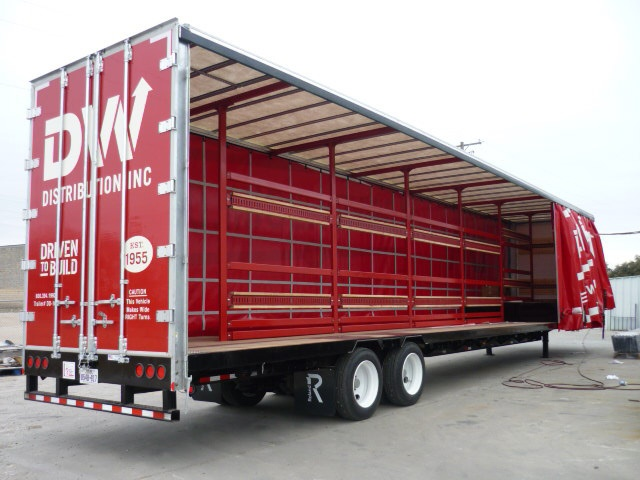 DW
DISTRIBUTION, INC
DRIVEN
TO BUILD
EST.
1955
CAUTION
This Vehicle
Makes Wide
RIGHT Turns
R